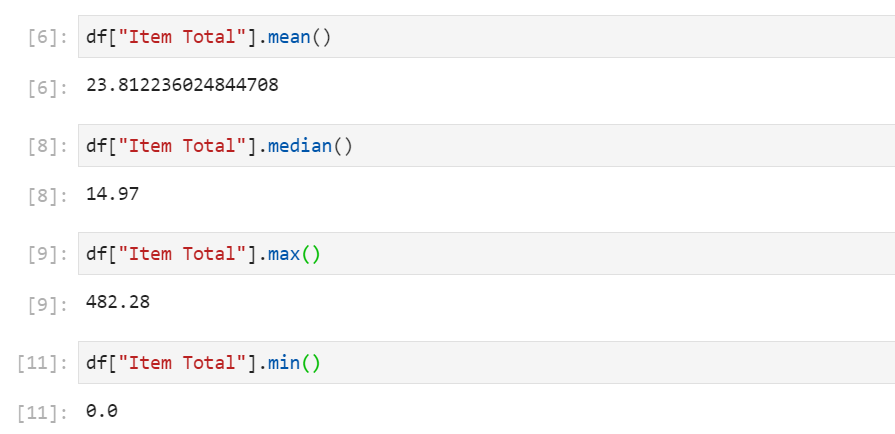 [6]: df["Item Total"].mean()
[6]: 23.812236024844708
[8]: df["Item Total"].median()
[8]: 14.97
[9]: df["Item Total"].max()
[9]: 482.28
[11]: df["Item Total"].min()
[11]: 0.0